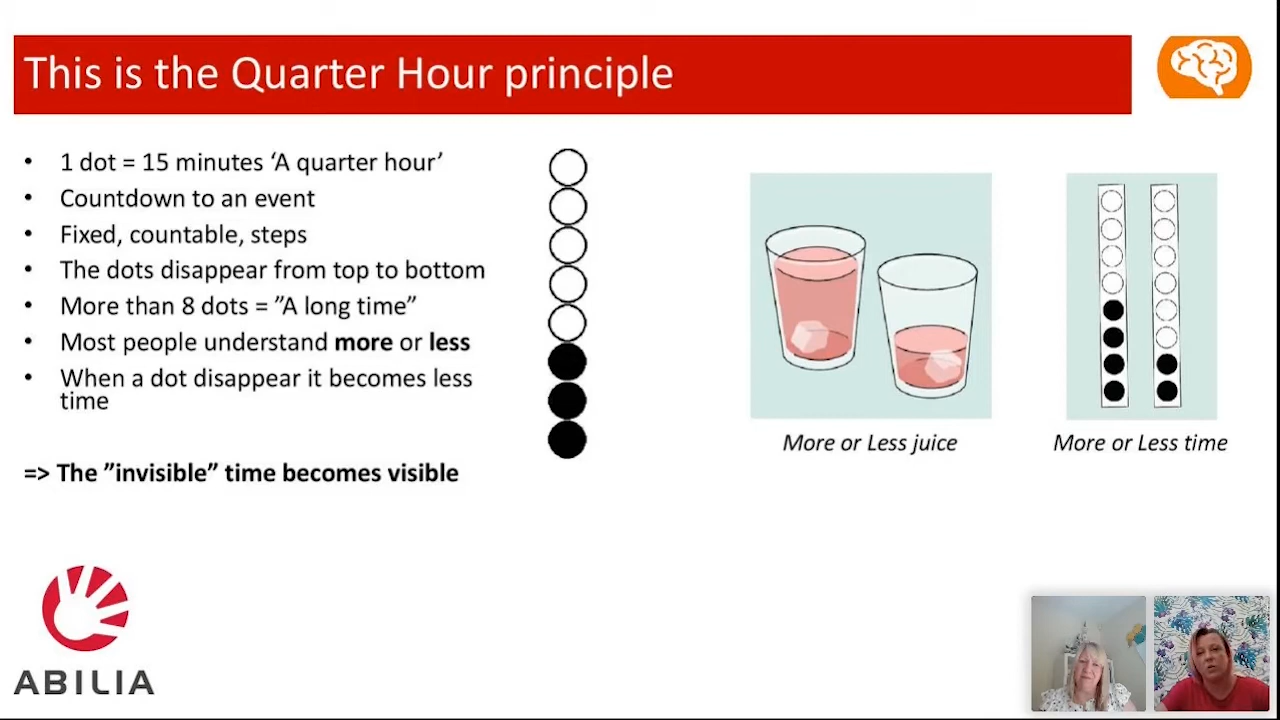 This is the Quarter Hour principle
• 1 dot = 15 minutes ‘A quarter hour’
• Countdown to an event
• Fixed, countable, steps
• The dots disappear from top to bottom
• More than 8 dots = ”A long time”
• Most people understand more or less
• When a dot disappear it becomes less
time
=> The ”invisible” time becomes visible
More or Less juice
More or Less time
ABILIA